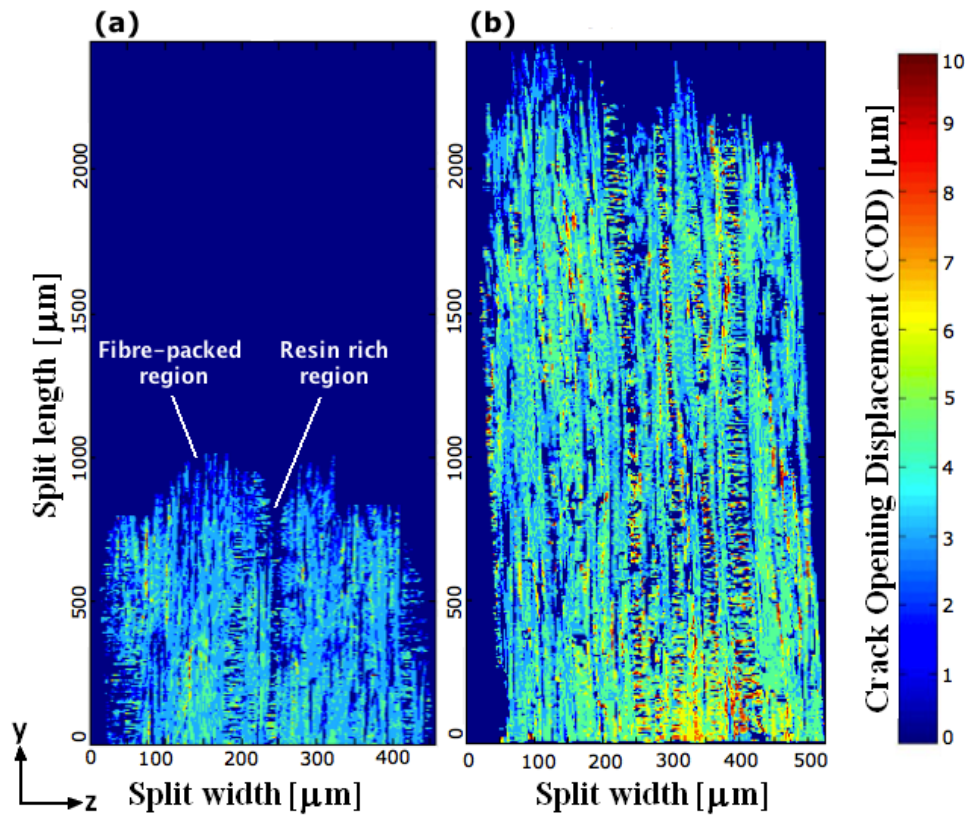 (a)
(b)
Split length [µm]
2000
1500
1000
500
0
Fibre-packed
region
Resin rich
region
0 100 200 300 400
Split width [µm]
2000
1500
1000
500
0
0 100 200 300 400 500
Split width [µm]
Crack Opening Displacement (COD) [µm]
10
9
8
7
6
5
4
3
2
1
0
y
z